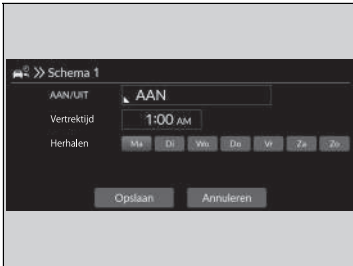 Schema 1
AAN/UIT AAN
Vertrektijd 1:00 AM
Herhalen Ma Di Wo Do Vr Za Zo
Opslaan Annuleren